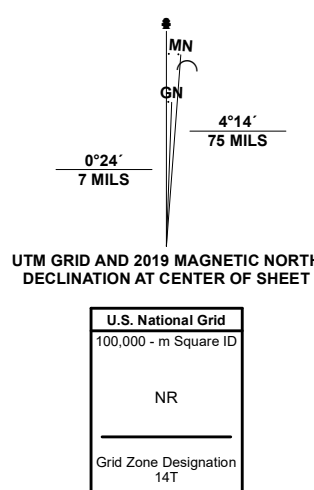 MN
GN
4°14´
75 MILS
0°24´
7 MILS
UTM GRID AND 2019 MAGNETIC NORTH
DECLINATION AT CENTER OF SHEET
U.S. National Grid
100,000 - m Square ID
NR
Grid Zone Designation
14T